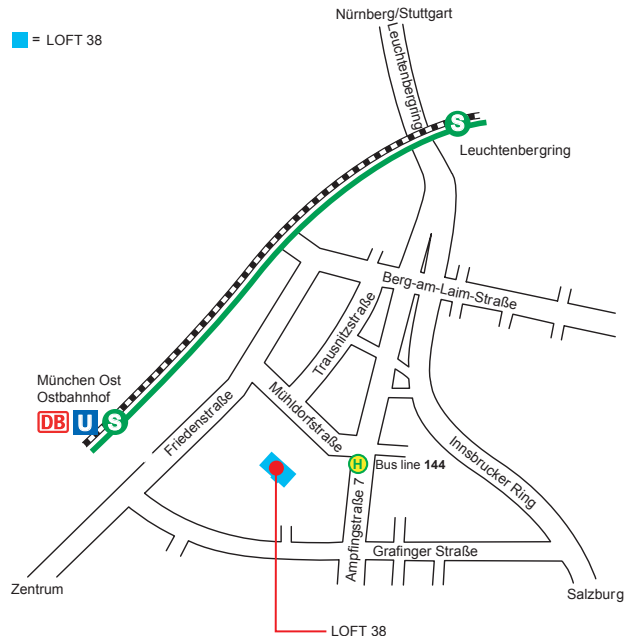 Nürnberg/Stuttgart
= LOFT 38
Leuchtenbergring
S
Leuchtenbergring
Berg-am-Laim-Straße
Trausnitzstraße
München Ost
Ostbahnhof
DB U S
Friedenstraße
Mühldorfstraße
Innsbrucker Ring
H Bus line 144
Ampfingstraße 7
Grafinger Straße
Zentrum
Salzburg
LOFT 38